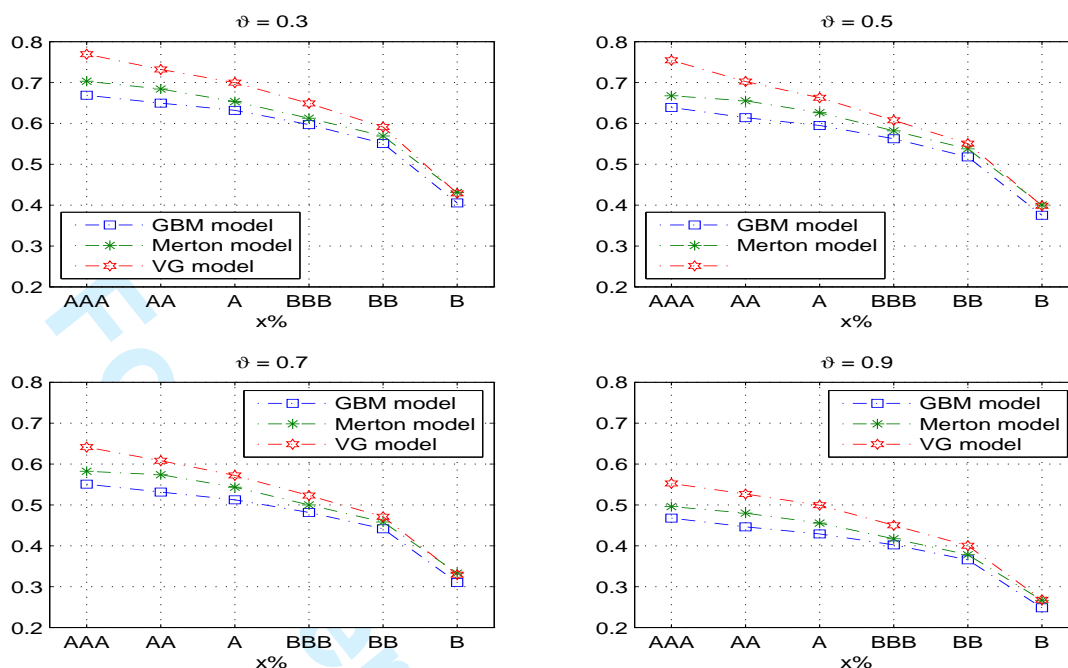 ϑ = 0.3
0.8
0.7
0.6
0.5
0.4
0.3
0.2
GBM model
Merton model
VG model
AAA AA A BBB BB B
x%
ϑ = 0.5
0.8
0.7
0.6
0.5
0.4
0.3
0.2
GBM model
Merton model
AAA AA A BBB BB B
x%
ϑ = 0.7
0.8
0.7
0.6
0.5
0.4
0.3
0.2
GBM model
Merton model
VG model
AAA AA A BBB BB B
x%
ϑ = 0.9
0.8
0.7
0.6
0.5
0.4
0.3
0.2
GBM model
Merton model
VG model
AAA AA A BBB BB B
x%